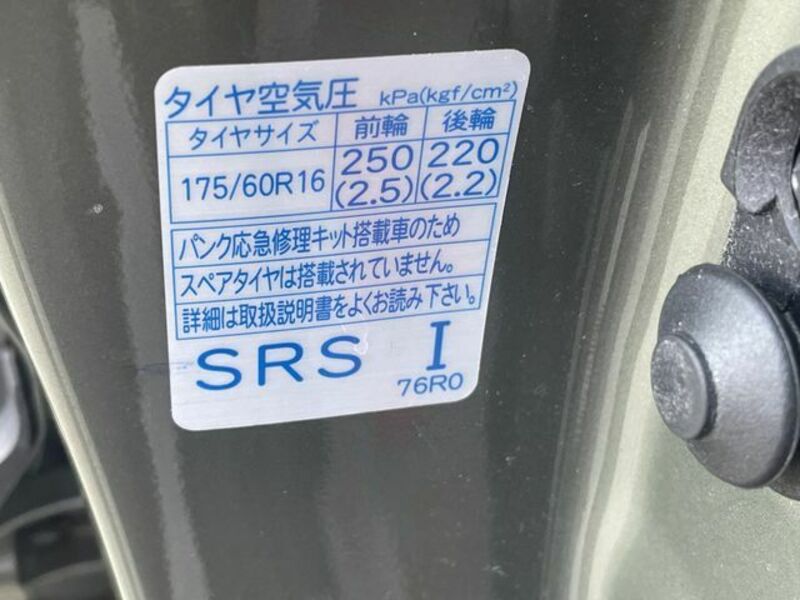 タイヤ空気圧 kPa(kgf/cm²)
タイヤサイズ 前輪 後輪
175/60R16 250 220
(2.5) (2.2)
パンク応急修理キット搭載車のため
スペアタイヤは搭載されていません。
詳細は取扱説明書をよくお読み下さい。
SRS I
76R0